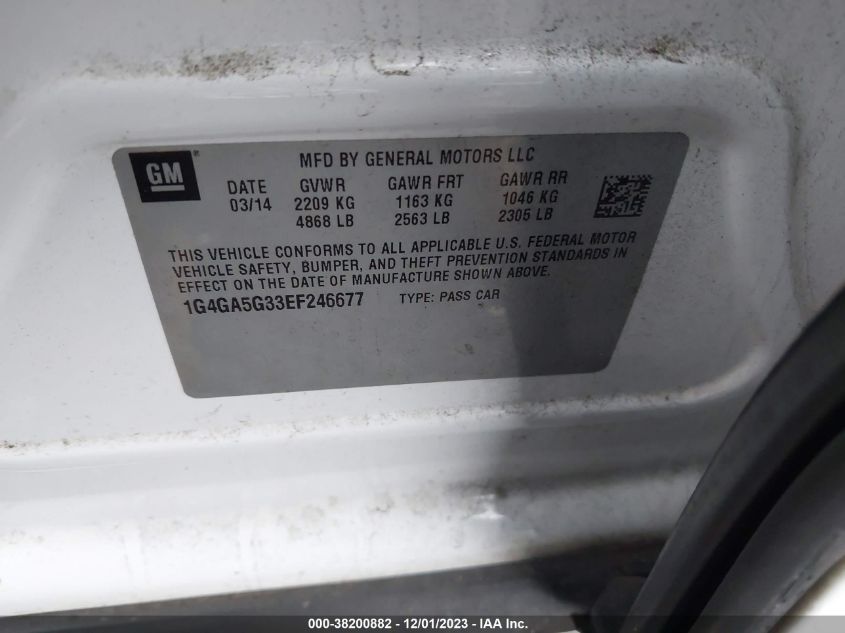 GM ®
MFD BY GENERAL MOTORS LLC
DATE GVWR GAWR FRT GAWR RR
03/14 2209 KG 1163 KG 1046 KG
4868 LB 2563 LB 2305 LB
THIS VEHICLE CONFORMS TO ALL APPLICABLE U.S. FEDERAL MOTOR
VEHICLE SAFETY, BUMPER, AND THEFT PREVENTION STANDARDS IN
EFFECT ON THE DATE OF MANUFACTURE SHOWN ABOVE.
1G4GA5G33EF246677 TYPE: PASS CAR
000-38200882 - 12/01/2023 - IAA Inc.